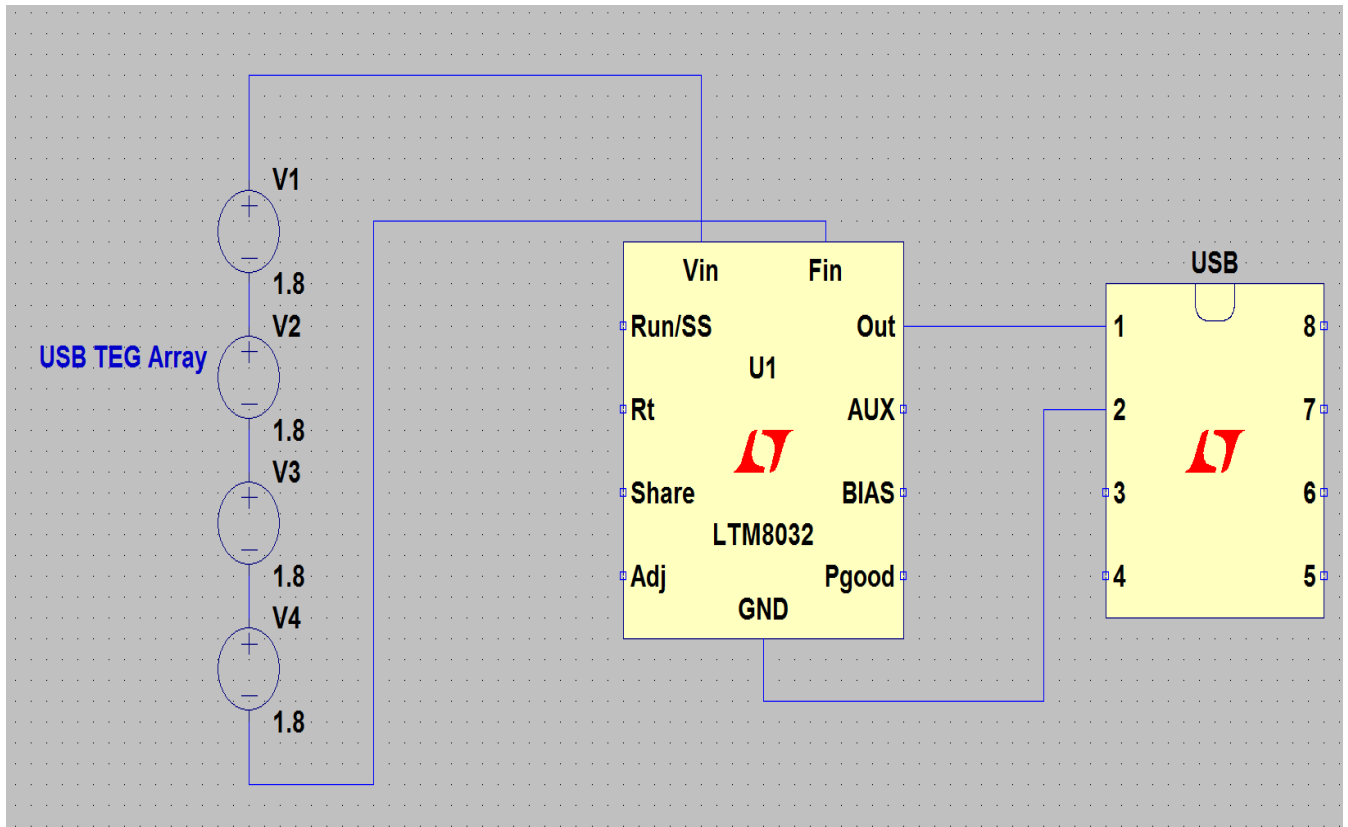 V1
1.8
V2
USB TEG Array
1.8
V3
1.8
V4
1.8
Vin Fin
Run/SS Out
U1
Rt AUX
Share BIAS
LTM8032
Adj Pgood
GND
USB
1 8
2 7
3 6
4 5